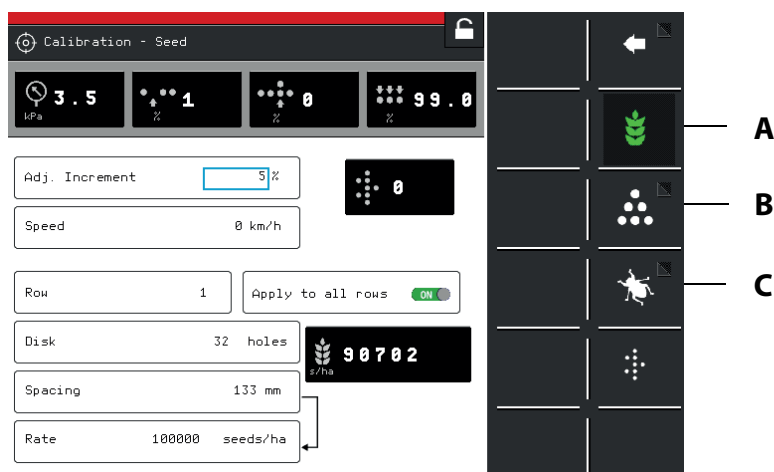 Calibration - Seed
3.5 kPa
1 %
0 %
99.0 %
A
Adj. Increment 5 %
0
B
Speed 0 km/h
C
Row 1
Apply to all rows ON
Disk 32 holes
90702 s/ha
Spacing 133 mm
Rate 100000 seeds/ha